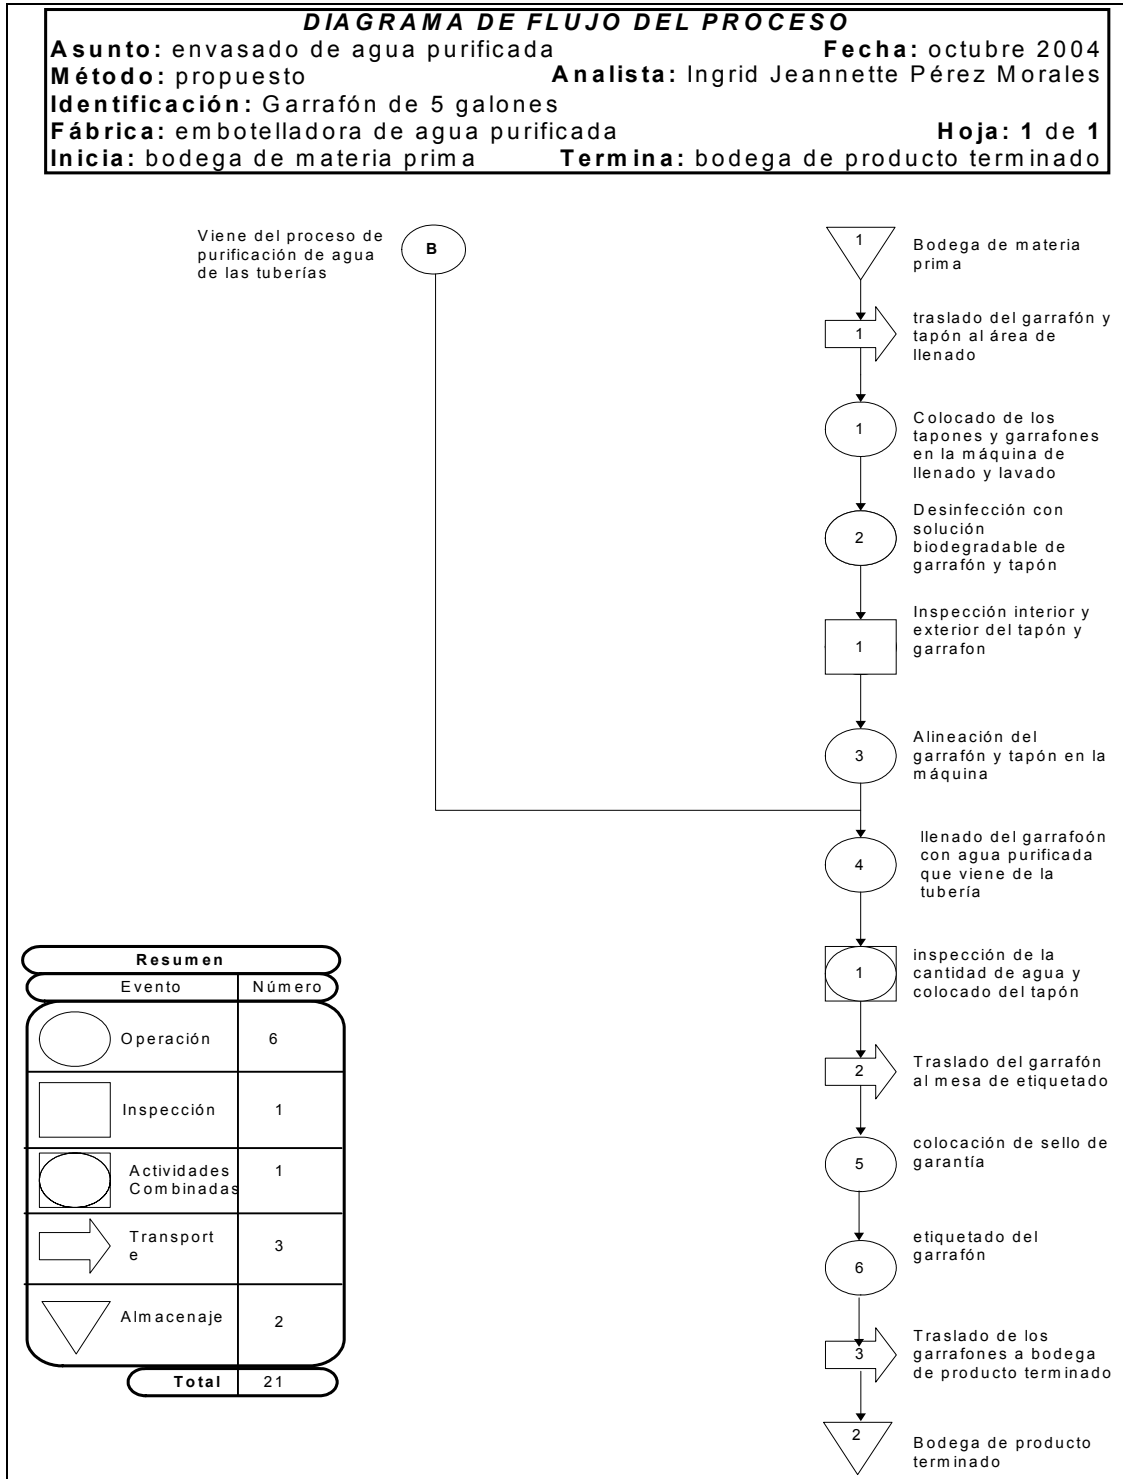 DIAGRAMA DE FLUJO DEL PROCESO
Asunto: envasado de agua purificada Fecha: octubre 2004
Método: propuesto Analista: Ingrid Jeannette Pérez Morales
Identificación: Garrafón de 5 galones
Fábrica: embotelladora de agua purificada Hoja: 1 de 1
Inicia: bodega de materia prima Termina: bodega de producto terminado
Viene del proceso de
purificación de agua
de las tuberías
B
1
Bodega de materia
prima
1
traslado del garrafón y
tapón al área de
llenado
1
Colocado de los
tapones y garrafones
en la máquina de
llenado y lavado
2
Desinfección con
solución
biodegradable de
garrafón y tapón
1
Inspección interior y
exterior del tapón y
garrafon
3
Alineación del
garrafón y tapón en la
máquina
4
llenado del garrafoón
con agua purificada
que viene de la
tubería
1
inspección de la
cantidad de agua y
colocado del tapón
2
Traslado del garrafón
al mesa de etiquetado
5
colocación de sello de
garantía
6
etiquetado del
garrafón
3
Traslado de los
garrafones a bodega
de producto terminado
2
Bodega de producto
terminado
Resumen
Evento Número
Operación 6
Inspección 1
Actividades 1
Combinadas
Transport 3
e
Almacenaje 2
Total 21